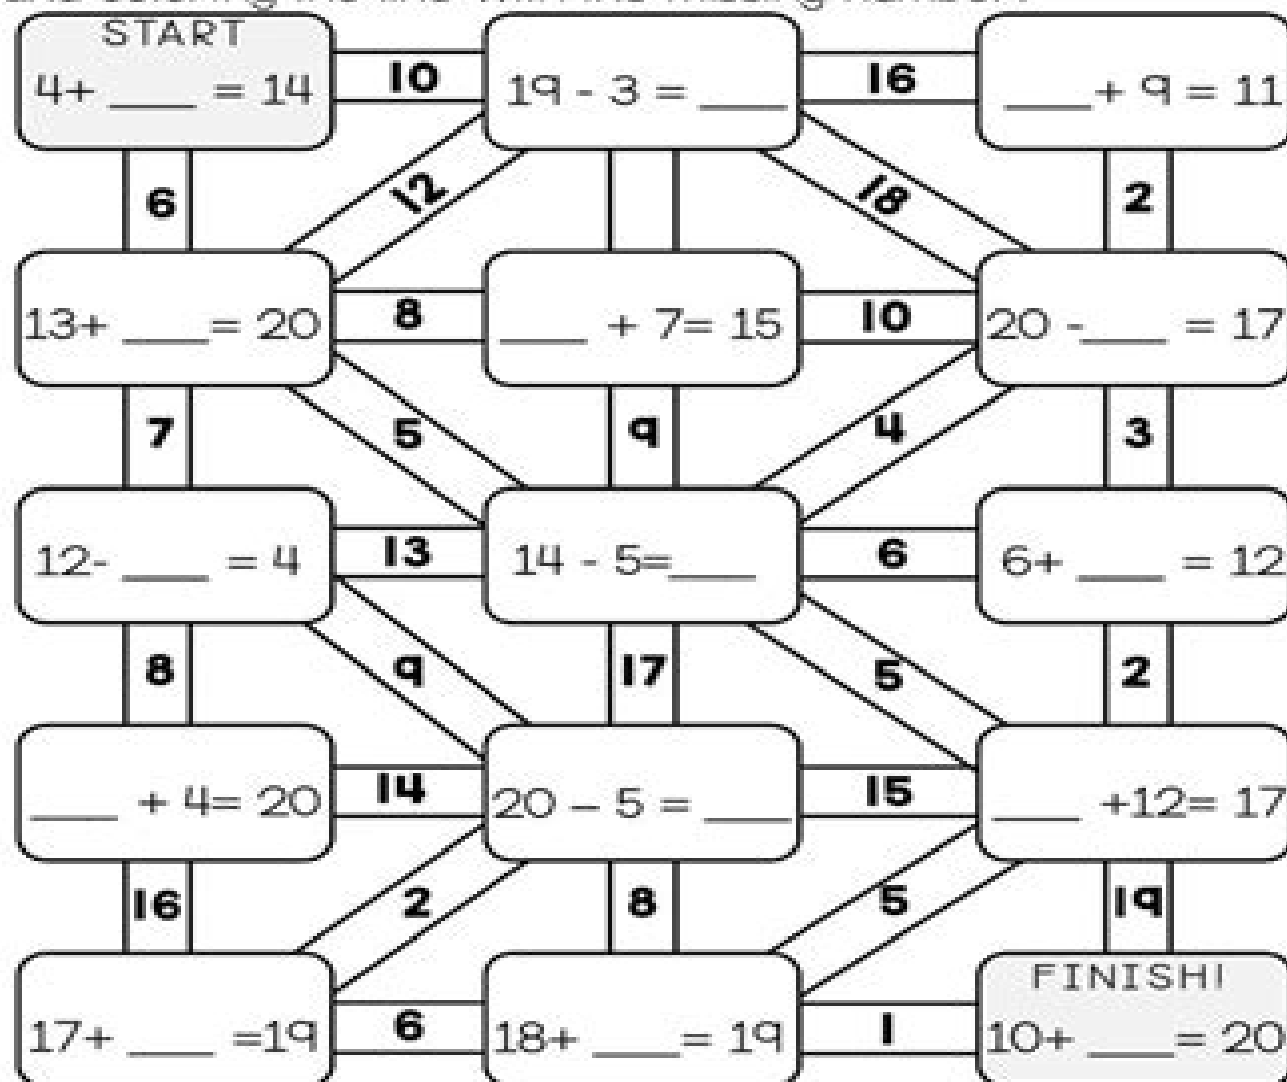 START
4+ ___ = 14
10
19 - 3 = ___
16
___+ 9 = 11
6
12
18
2
13+ ___= 20
8
___ + 7= 15
10
20 -___ = 17
7
5
9
4
3
12- ___ = 4
13
14 - 5=___
6
6+ ___ = 12
8
9
17
5
2
___ + 4= 20
14
20 – 5 = ___
15
___ +12= 17
16
2
8
5
19
17+ ___ =19
6
18+ ___= 19
1
FINISH!
10+ ___= 20